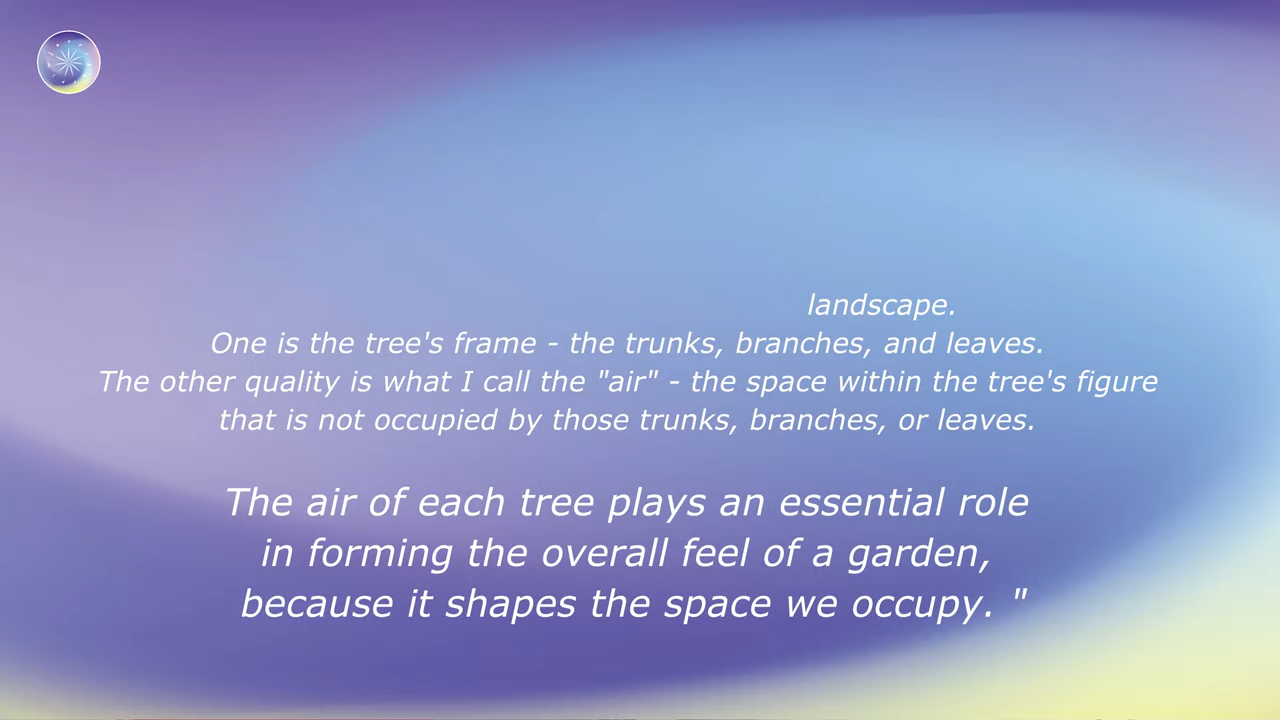 landscape.
One is the tree's frame - the trunks, branches, and leaves.
The other quality is what I call the "air" - the space within the tree's figure
that is not occupied by those trunks, branches, or leaves.
The air of each tree plays an essential role
in forming the overall feel of a garden,
because it shapes the space we occupy. "